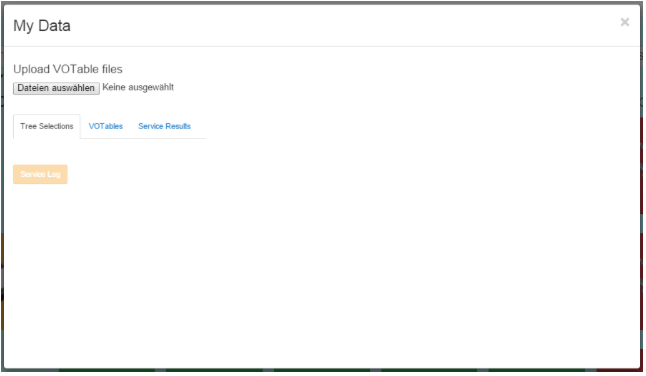 My Data ×
Upload VOTable files
Dateien auswählen Keine ausgewählt
Tree Selections VOTables Service Results
Service Log